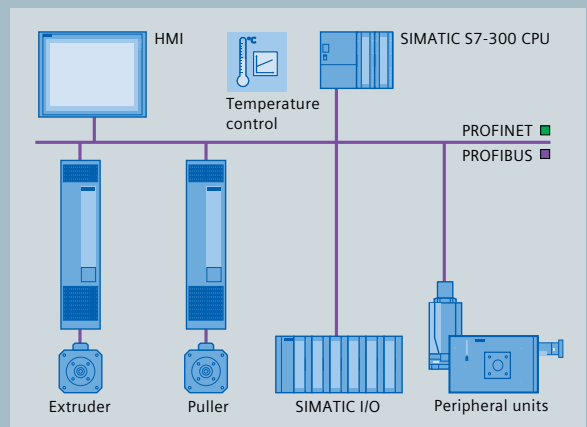 HMI
°C
SIMATIC S7-300 CPU
Temperature
control
PROFINET
PROFIBUS
Extruder
Puller
SIMATIC I/O
Peripheral units